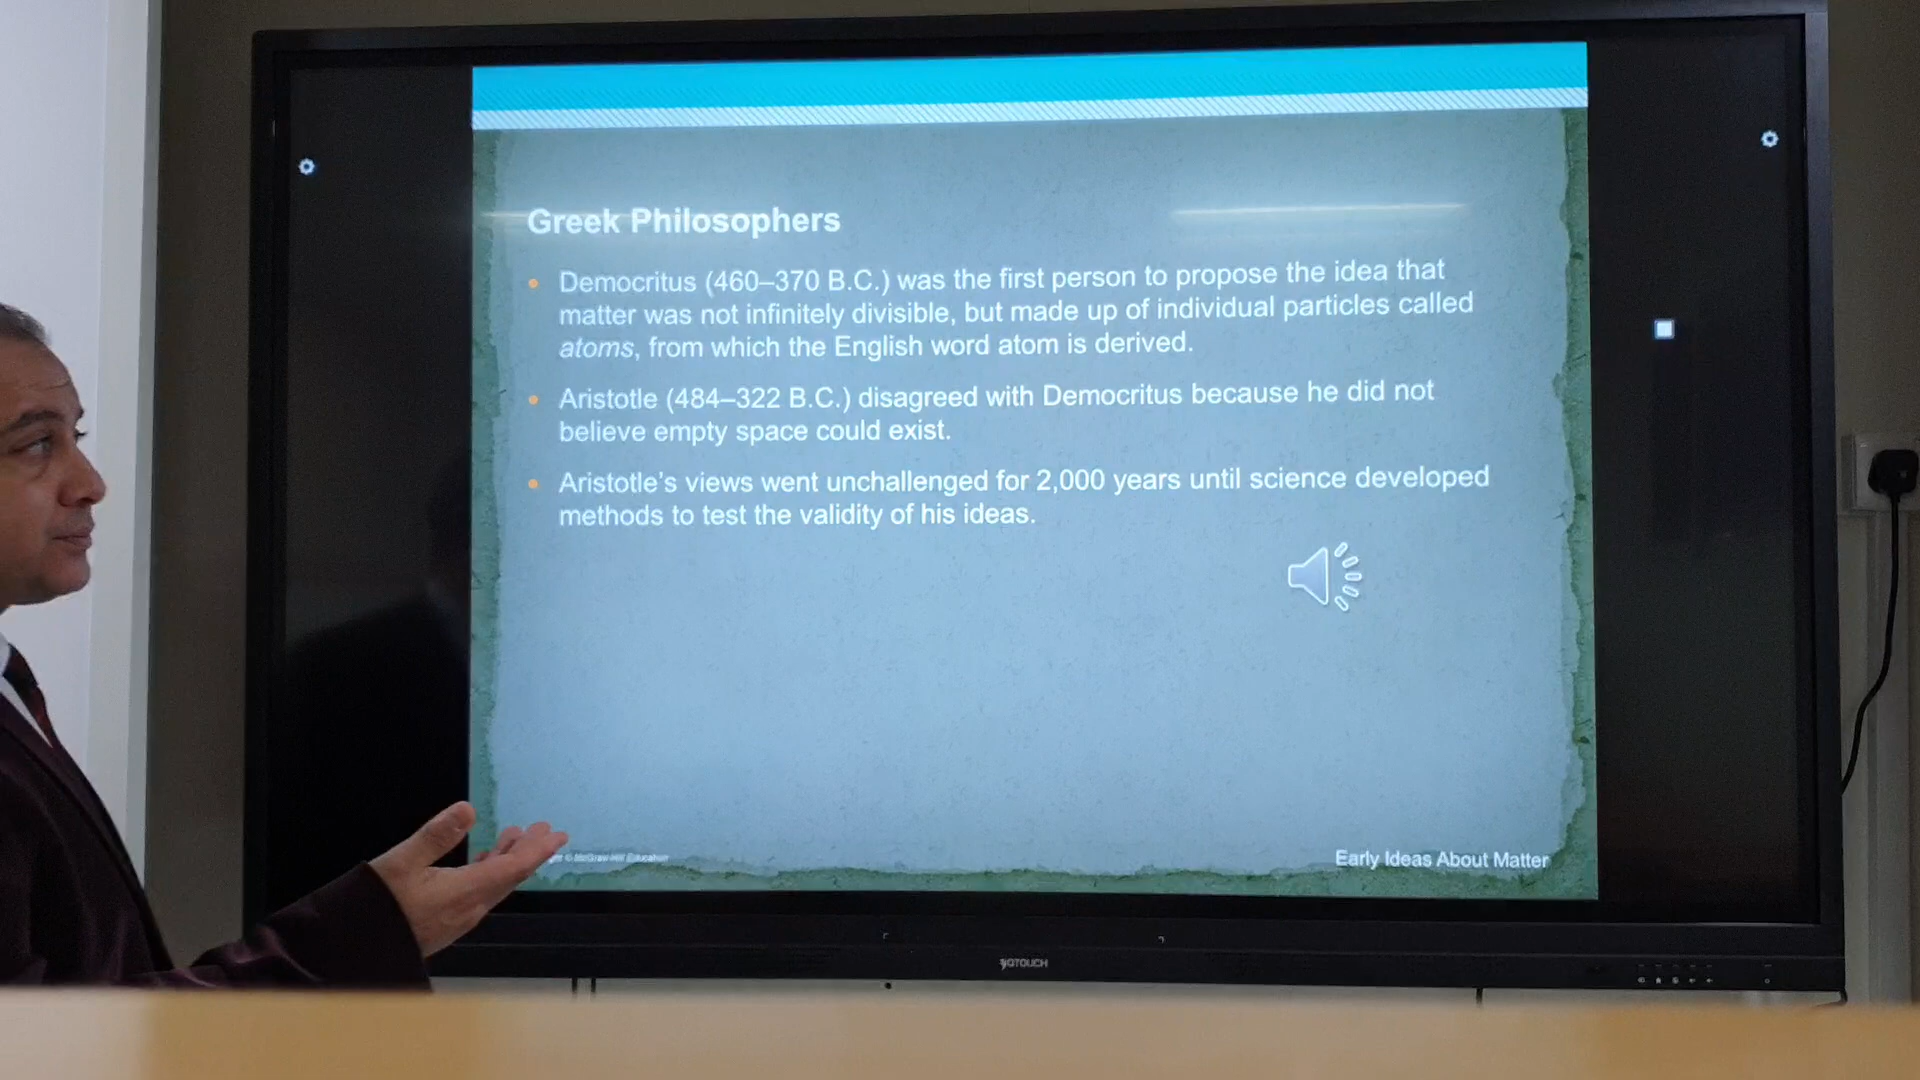 Greek Philosophers
• Democritus (460–370 B.C.) was the first person to propose the idea that
matter was not infinitely divisible, but made up of individual particles called
atoms, from which the English word atom is derived.
• Aristotle (484–322 B.C.) disagreed with Democritus because he did not
believe empty space could exist.
• Aristotle's views went unchallenged for 2,000 years until science developed
methods to test the validity of his ideas.
© McGraw-Hill Education
Early Ideas About Matter